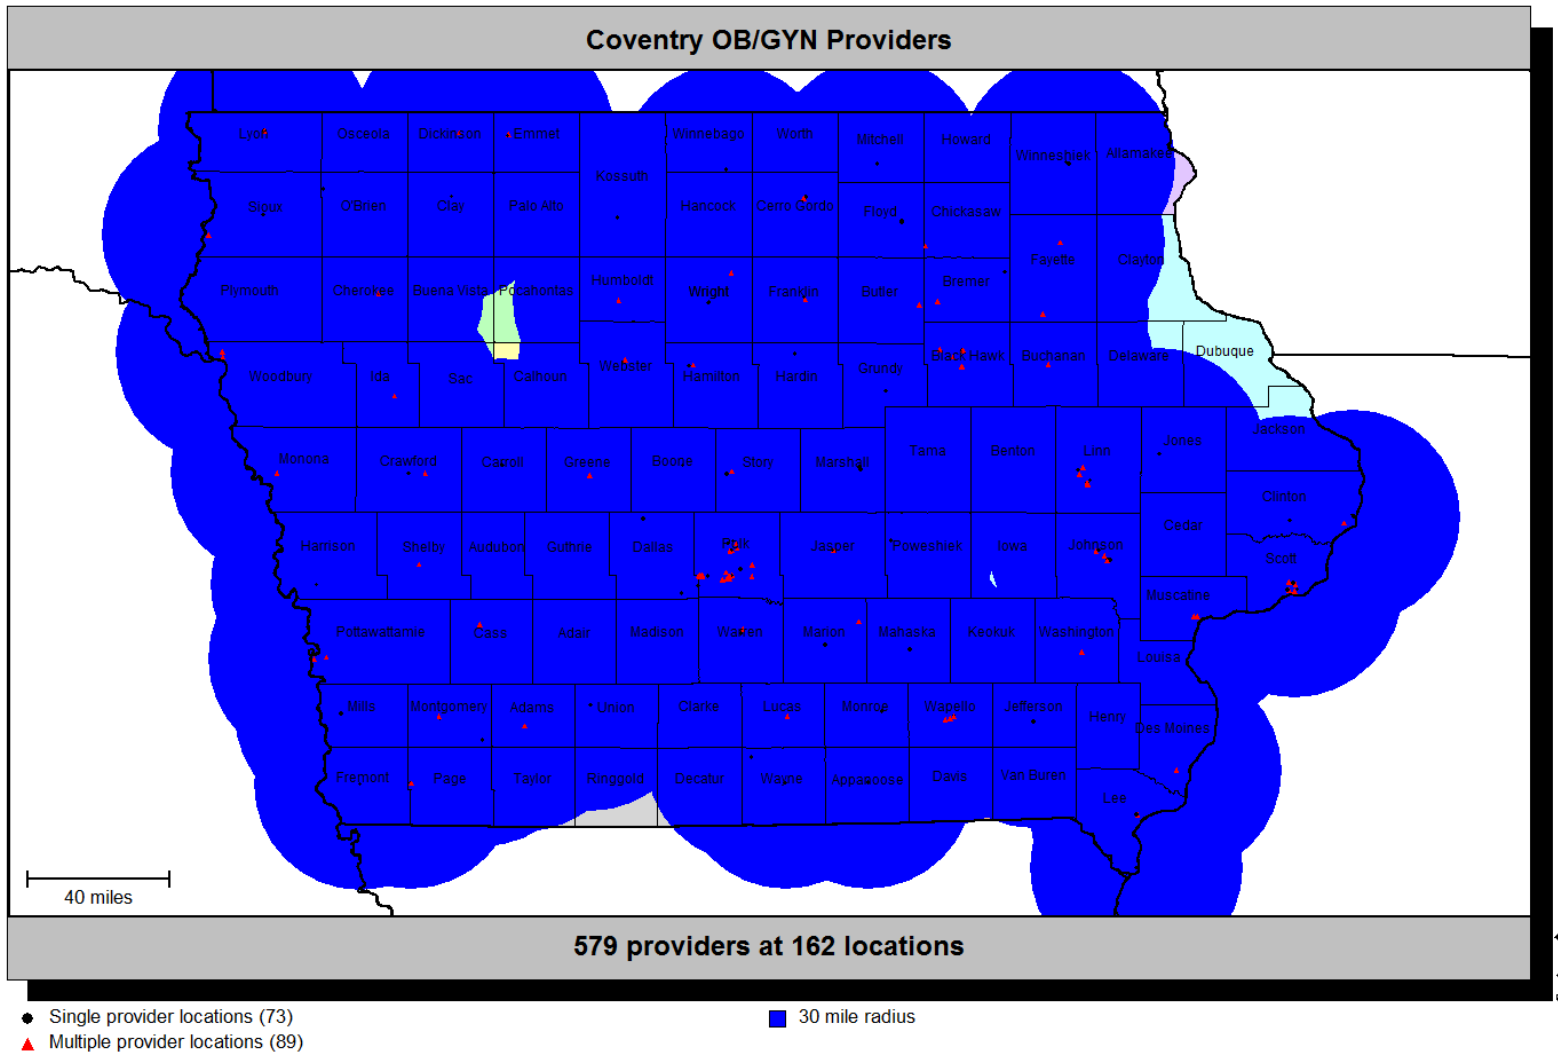 Coventry OB/GYN Providers
Lyon Osceola Dickinson Emmet Winnebago Worth Mitchell Howard Winneshiek Allamakee
Kossuth
Sioux O'Brien Clay Palo Alto Hancock Cerro Gordo Floyd Chickasaw
Fayette Clayton
Plymouth Cherokee Buena Vista Pocahontas Humboldt Wright Franklin Butler Bremer
Woodbury Ida Sac Calhoun Webster Hamilton Hardin Grundy Black Hawk Buchanan Delaware Dubuque
Monona Crawford Carroll Greene Boone Story Marshall Tama Benton Linn Jones Jackson
Clinton
Harrison Shelby Audubon Guthrie Dallas Polk Jasper Poweshiek Iowa Johnson Cedar Scott
Muscatine
Pottawattamie Cass Adair Madison Warren Marion Mahaska Keokuk Washington
Louisa
Mills Montgomery Adams Union Clarke Lucas Monroe Wapello Jefferson Henry Des Moines
Fremont Page Taylor Ringgold Decatur Wayne Appanoose Davis Van Buren Lee
40 miles
579 providers at 162 locations
Single provider locations (73)
30 mile radius
Multiple provider locations (89)